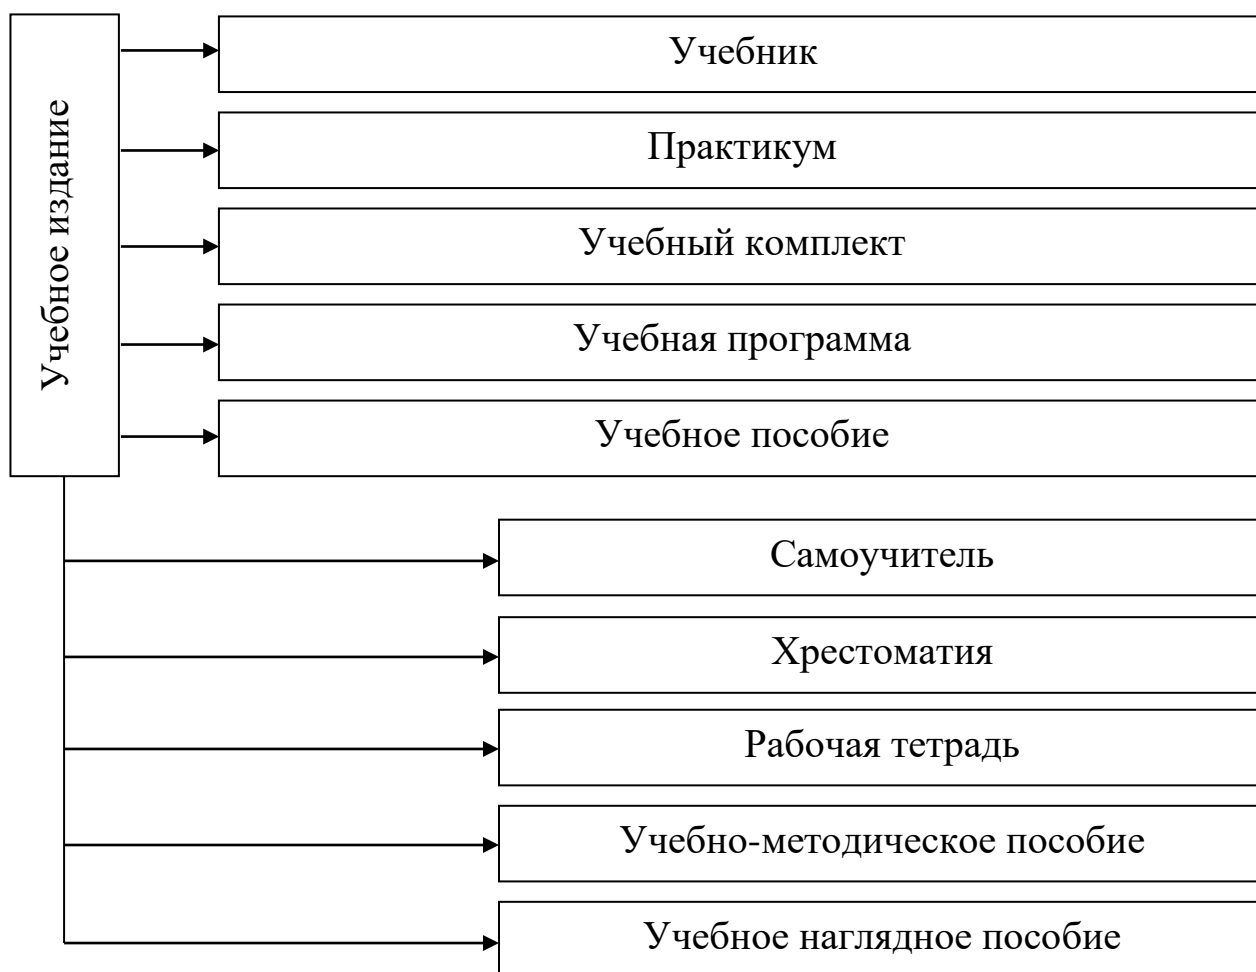 Учебное издание
Учебник
Практикум
Учебный комплект
Учебная программа
Учебное пособие
Самоучитель
Хрестоматия
Рабочая тетрадь
Учебно-методическое пособие
Учебное наглядное пособие